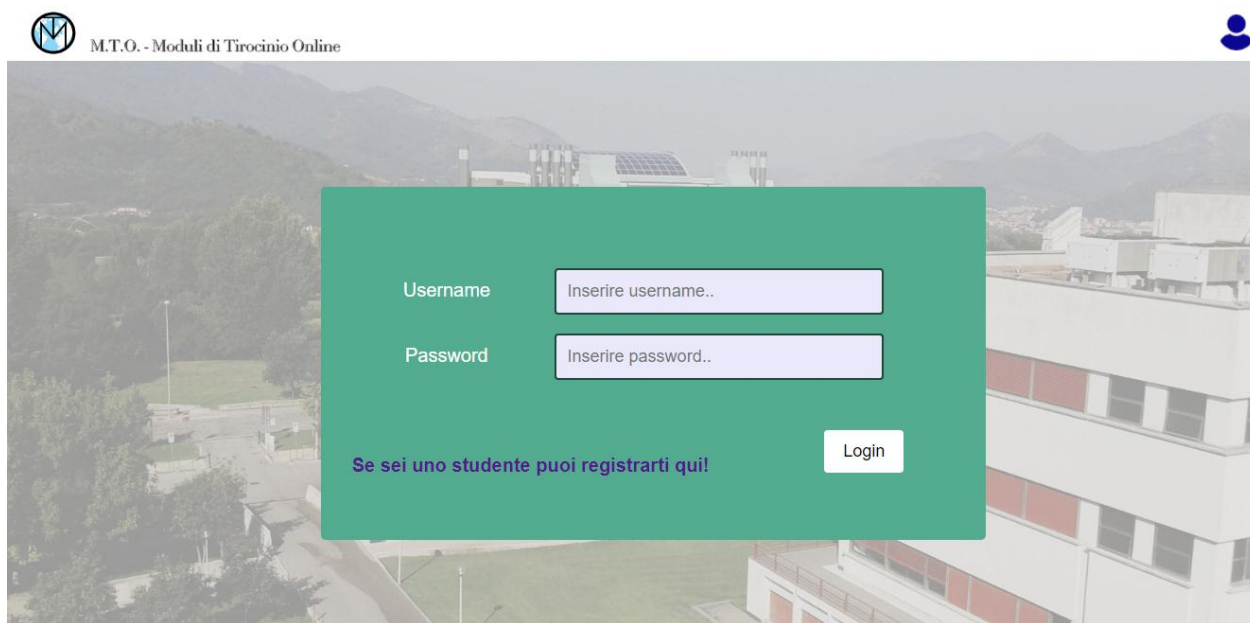 M.T.O. - Moduli di Tirocinio Online
Username
Inserire username..
Password
Inserire password..
Se sei uno studente puoi registrarti qui!
Login